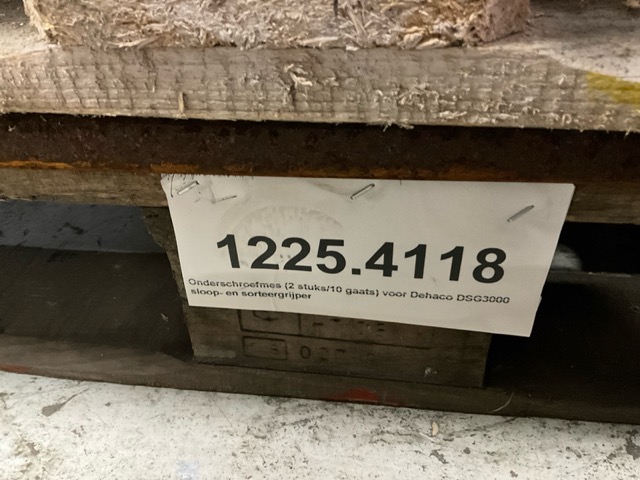 1225.4118
Onderschroefmes (2 stuks/10 gaats) voor Dehaco DSG3000
sloop- en sorteergrijper